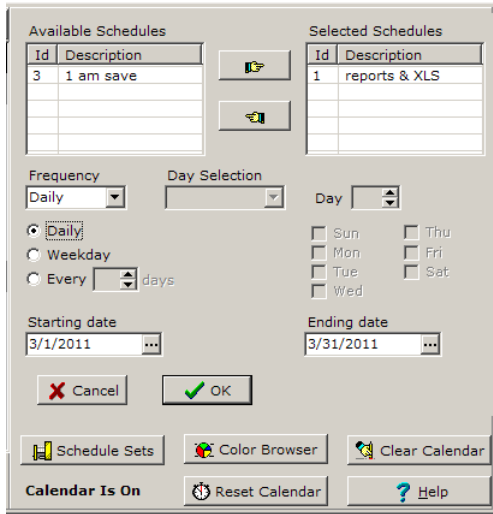 Available Schedules Selected Schedules
Id Description Id Description
3 1 am save 1 reports & XLS
Frequency Day Selection
Daily Day
Daily Sun Thu
Weekday Mon Fri
Every days Tue Sat
Wed
Starting date Ending date
3/1/2011 ... 3/31/2011 ...
Cancel OK
Schedule Sets Color Browser Clear Calendar
Calendar Is On Reset Calendar ? Help